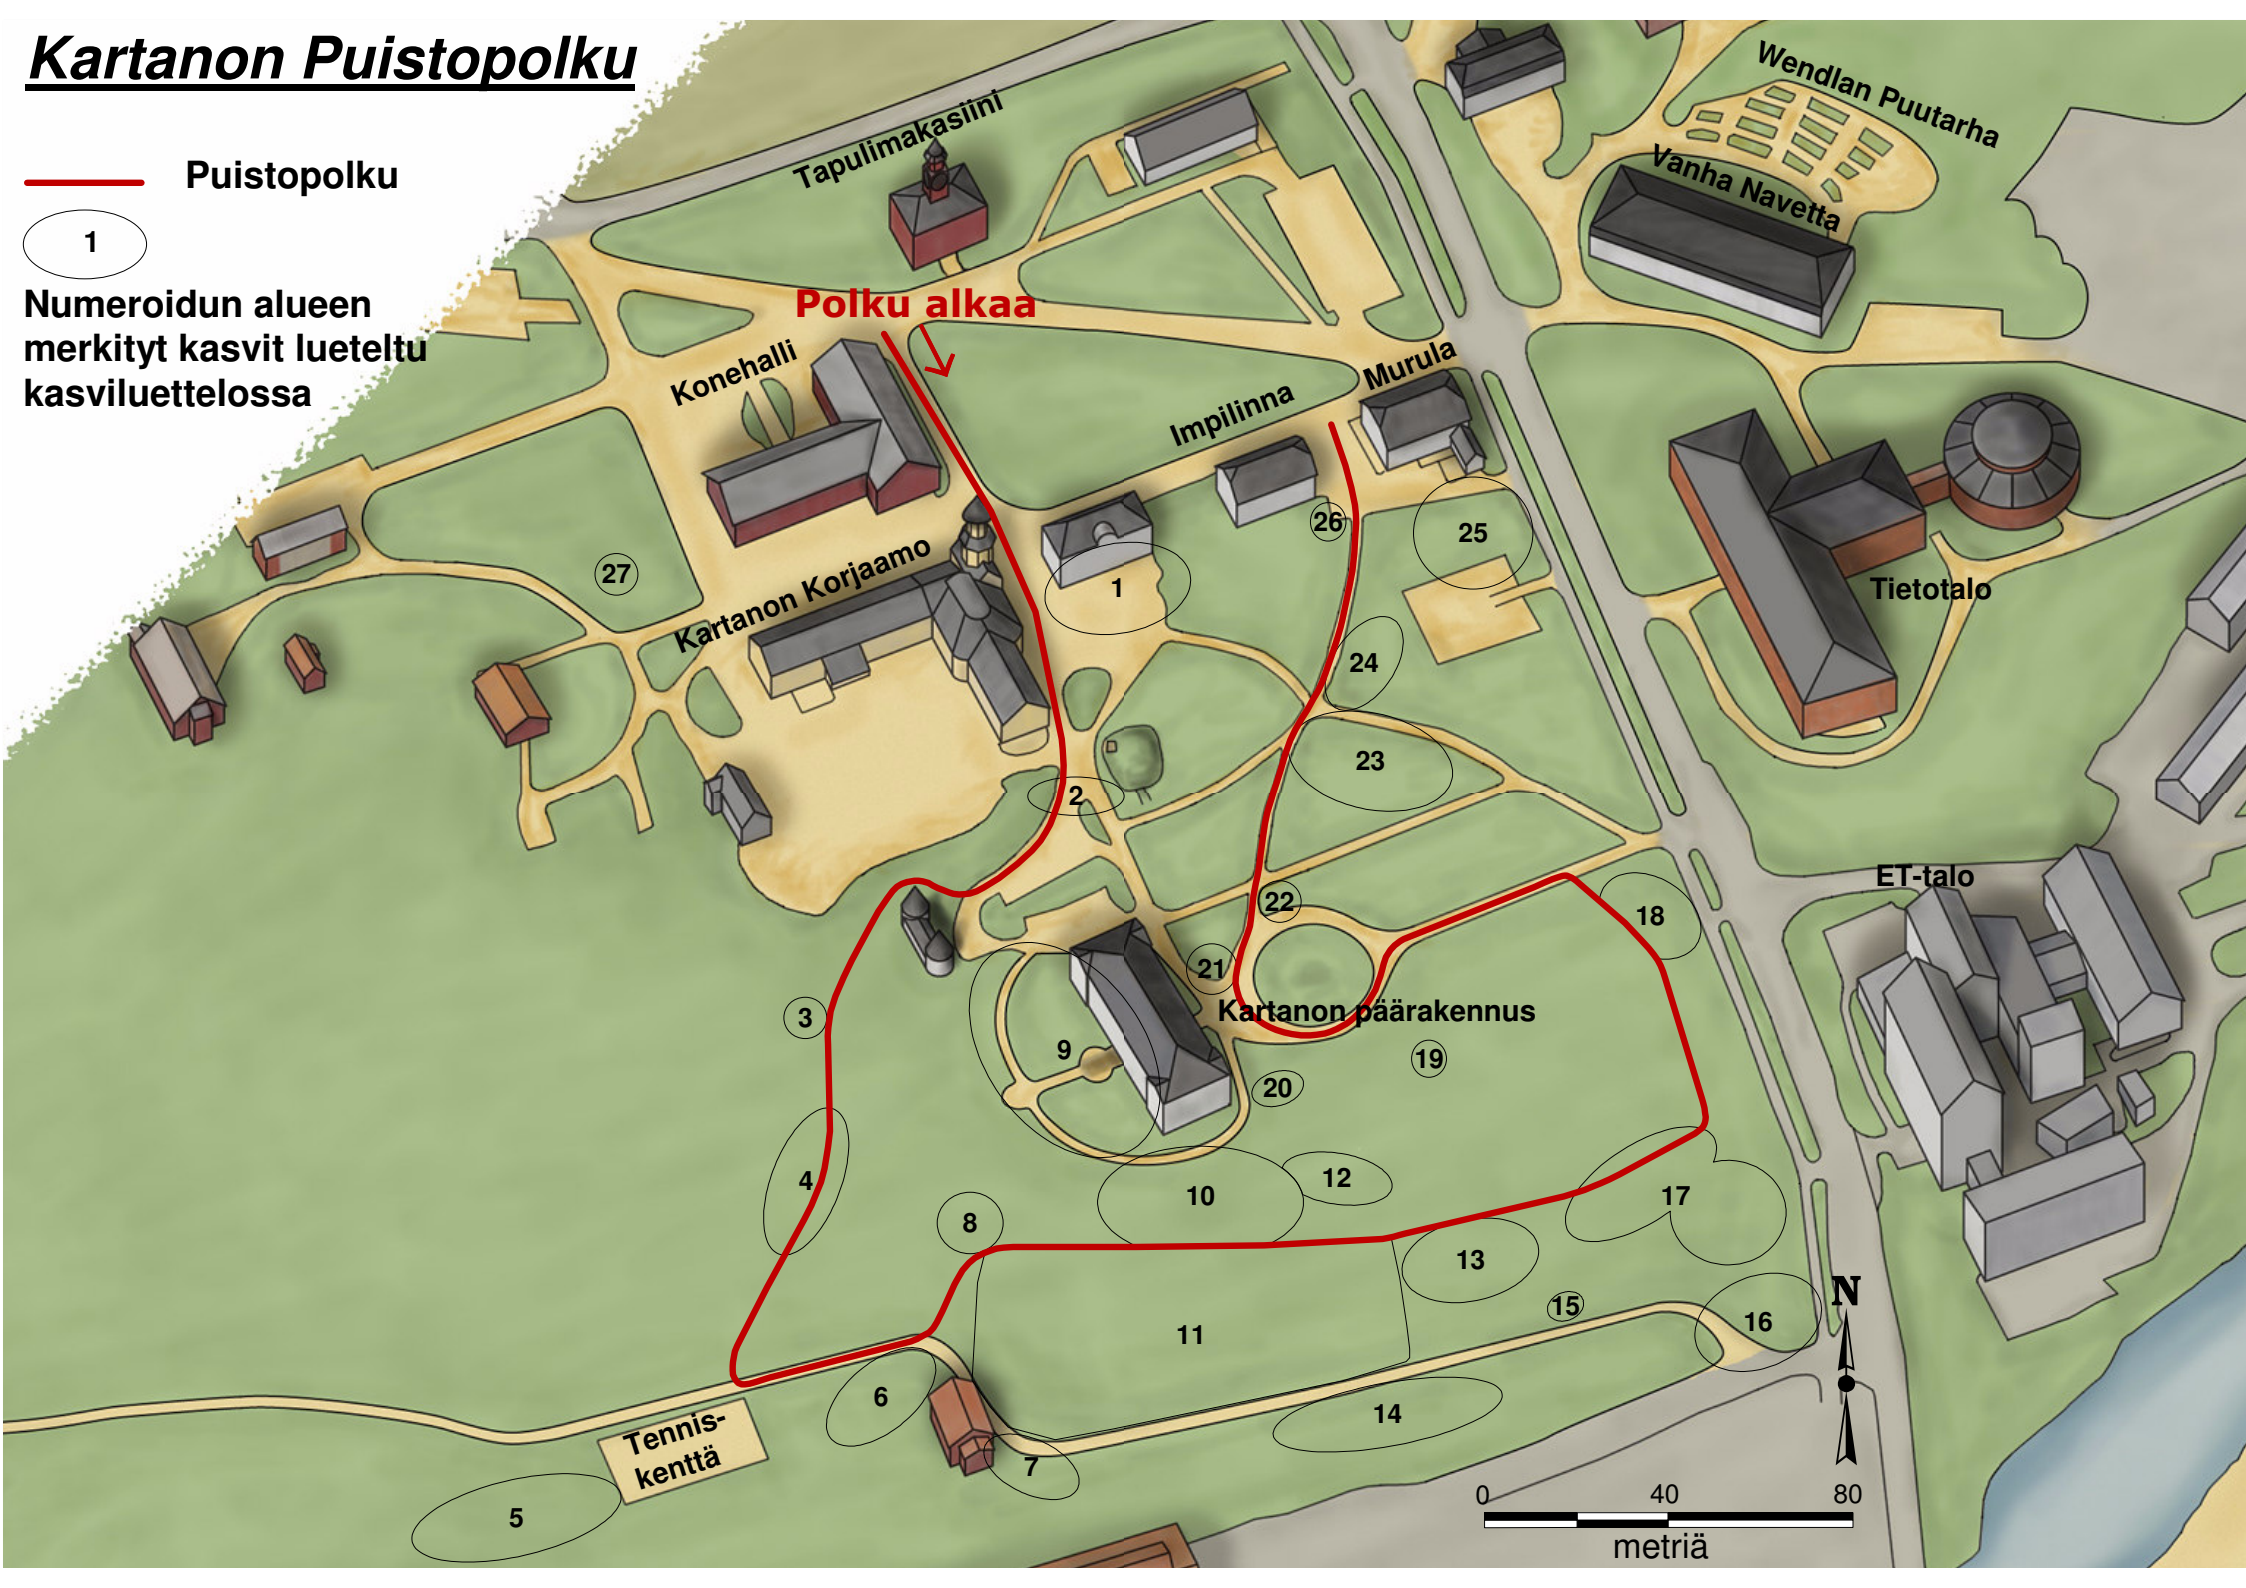 Kartanon Puistopolku
Puistopolku
1
Numeroidun alueen
merkityt kasvit lueteltu
kasviluettelossa
Tapulimakasiini
Wendlan Puutarha
Vanha Navetta
Polku alkaa
Konehalli
Impilinna
Murula
Kartanon Korjaamo
Tietotalo
ET-talo
Kartanon päärakennus
Tennis-
kenttä
1
2
3
4
5
6
7
8
9
10
11
12
13
14
15
16
17
18
19
20
21
22
23
24
25
26
27
N
0 40 80
metriä